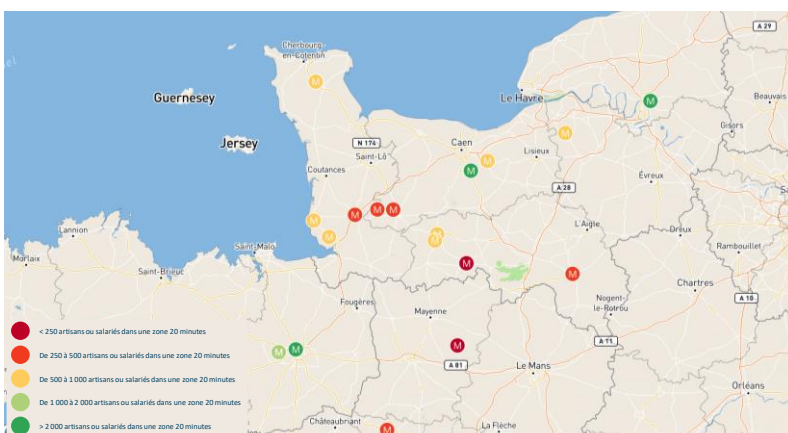 A 29
Cherbourg-
en-Cotentin
M
Guernesey
Le Havre
M
Beauvais
Gisors
Jersey
N 174
Saint-Lô
Caen
M
M
Lisieux
M
Coutances
M
Évreux
A 28
M
M
M
M
M
M
M
L'Aigle
Dreux
Lannion
Saint-Malo
Rambouillet
Morlaix
Saint-Brieuc
M
M
Chartres
A 10
Fougères
Mayenne
Nogent-
le-Rotrou
< 250 artisans ou salariés dans une zone 20 minutes
M
M
M
A 11
De 250 à 500 artisans ou salariés dans une zone 20 minutes
A 81
Le Mans
De 500 à 1 000 artisans ou salariés dans une zone 20 minutes
Orléans
De 1 000 à 2 000 artisans ou salariés dans une zone 20 minutes
Châteaubriant
M
La Flèche
> 2 000 artisans ou salariés dans une zone 20 minutes